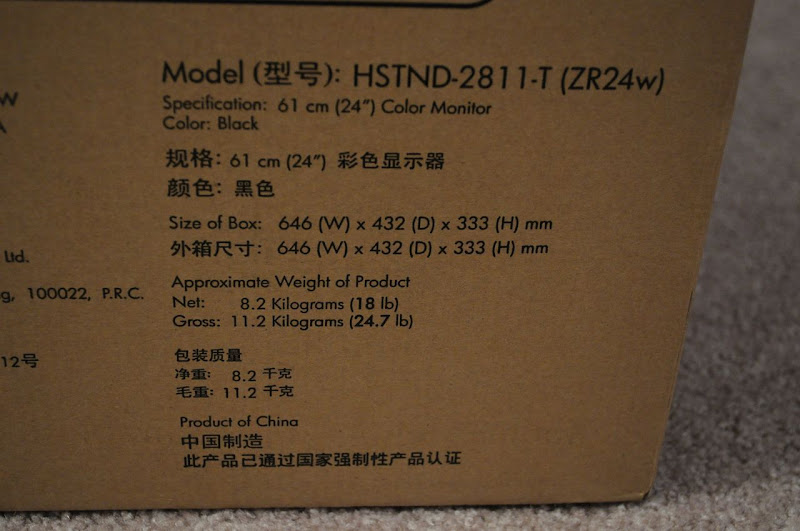 Model (型号): HSTND-2811-T (ZR24w)
Specification: 61 cm (24″) Color Monitor
Color: Black
规格: 61 cm (24″) 彩色显示器
颜色: 黑色
Size of Box: 646 (W) x 432 (D) x 333 (H) mm
外箱尺寸: 646 (W) x 432 (D) x 333 (H) mm
Ltd.
Approximate Weight of Product
g, 100022, P.R.C.
Net: 8.2 Kilograms (18 lb)
Gross: 11.2 Kilograms (24.7 lb)
包装质量
12号
净重: 8.2 千克
毛重: 11.2 千克
Product of China
中国制造
此产品已通过国家强制性产品认证